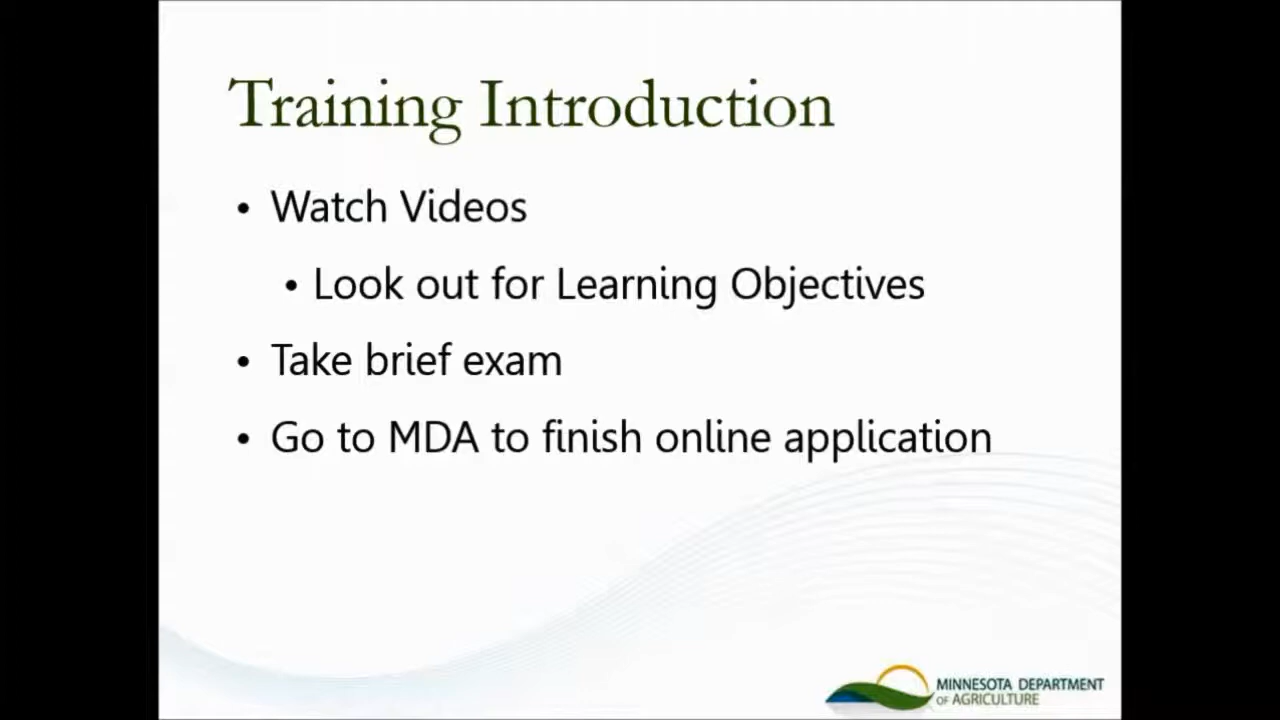 Training Introduction
• Watch Videos
• Look out for Learning Objectives
• Take brief exam
• Go to MDA to finish online application
MINNESOTA DEPARTMENT
OF AGRICULTURE